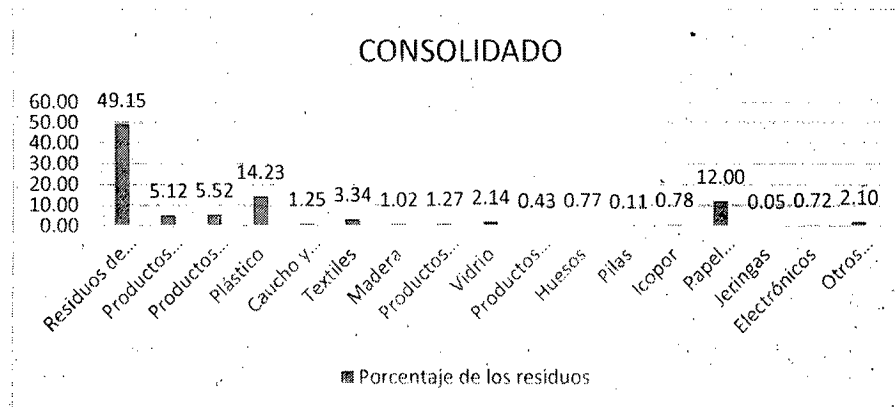 CONSOLIDADO
60.00
50.00
40.00
30.00
20.00
10.00
0.00
49.15 5.12 5.52 14.23 1.25 3.34 1.02 1.27 2.14 0.43 0.77 0.11 0.78 12.00 0.05 0.72 2.10
Residuos de...
Productos...
Productos...
Plástico
Caucho y...
Textiles
Madera
Productos...
Vidrio
Productos...
Huesos
Pilas
Icopor
Papel...
Jeringas
Electrónicos
Otros...
Porcentaje de los residuos